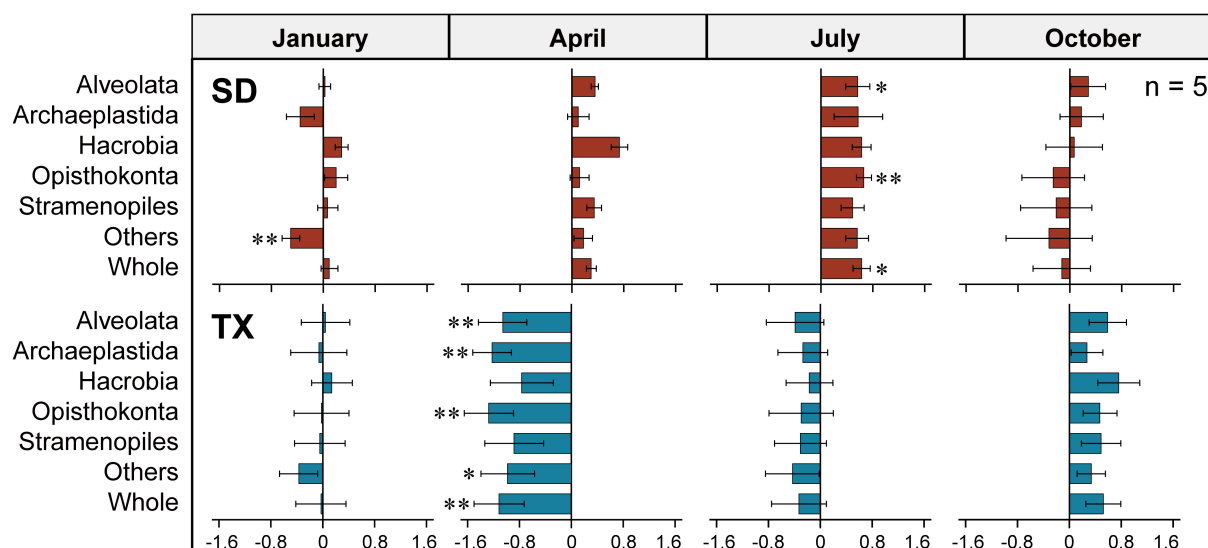 January April July October
SD n = 5
Alveolata *
Archaeplastida
Hacrobia
Opisthokonta **
Stramenopiles
Others **
Whole *
TX
Alveolata **
Archaeplastida **
Hacrobia
Opisthokonta **
Stramenopiles
Others *
Whole **
-1.6 -0.8 0 0.8 1.6 -1.6 -0.8 0 0.8 1.6 -1.6 -0.8 0 0.8 1.6 -1.6 -0.8 0 0.8 1.6